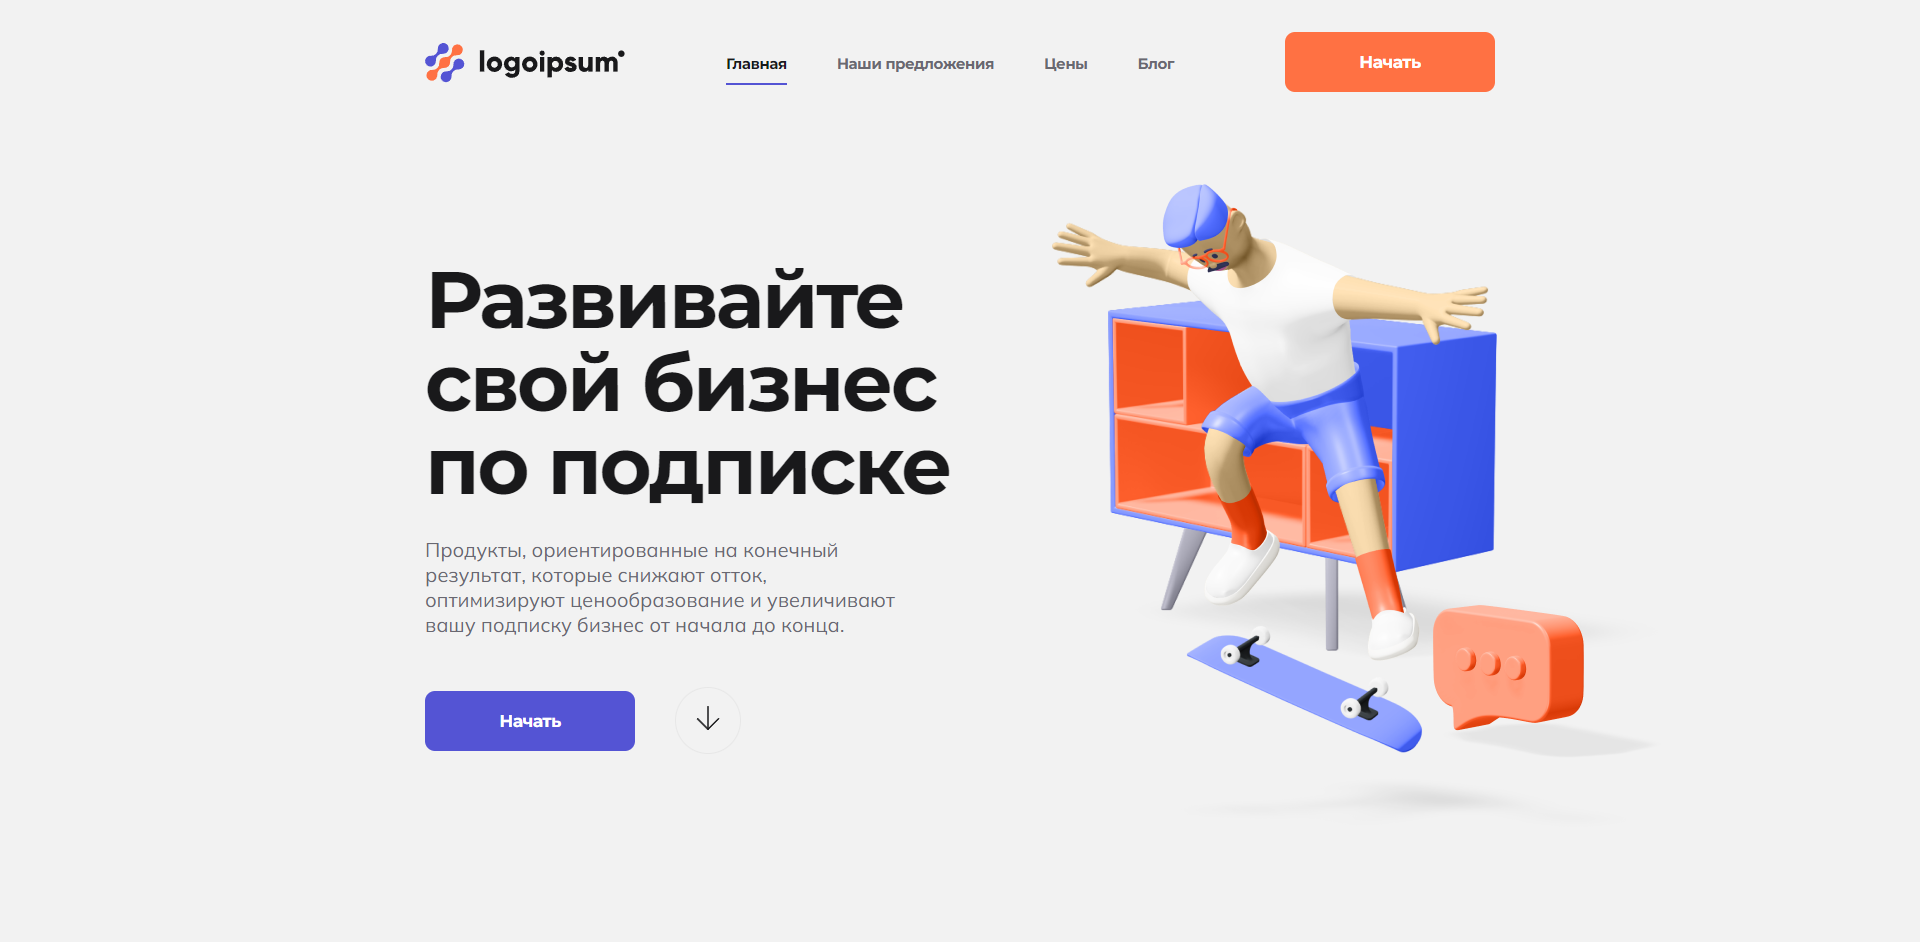 logoipsum
Главная
Наши предложения
Цены
Блог
Начать
Развивайте
свой бизнес
по подписке
Продукты, ориентированные на конечный
результат, которые снижают отток,
оптимизируют ценообразование и увеличивают
вашу подписку бизнес от начала до конца.
Начать